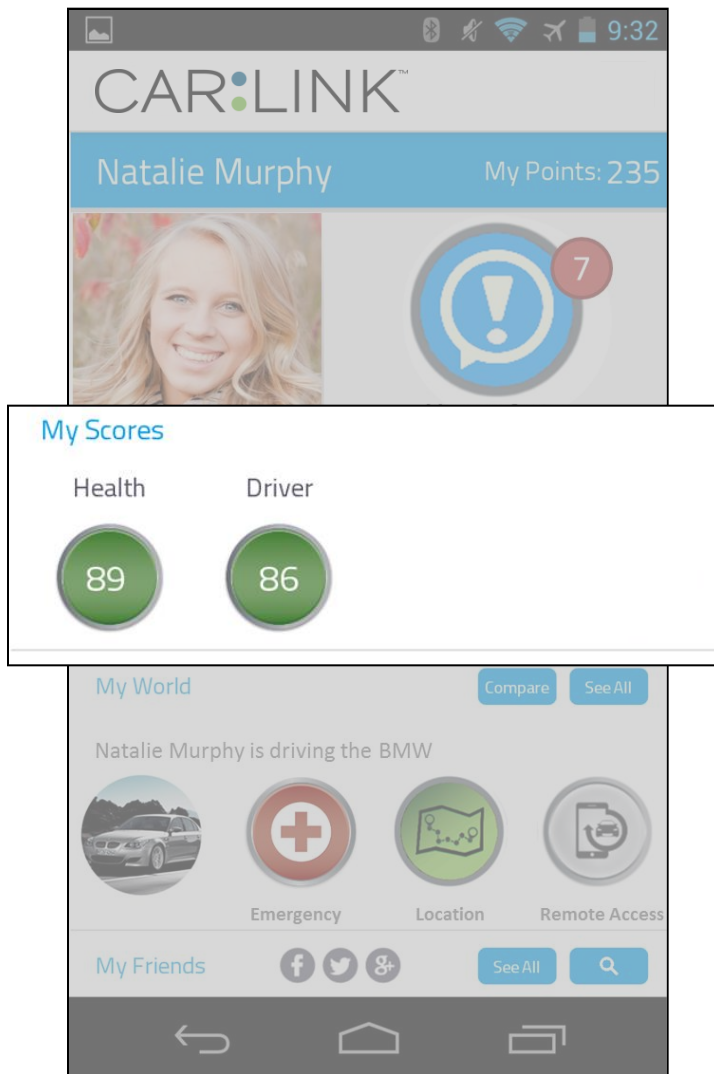 9:32
CAR:LINK™
Natalie Murphy My Points: 235
7
My Scores
Health Driver
89 86
My World Compare See All
Natalie Murphy is driving the BMW
Emergency Location Remote Access
My Friends f g+ See All